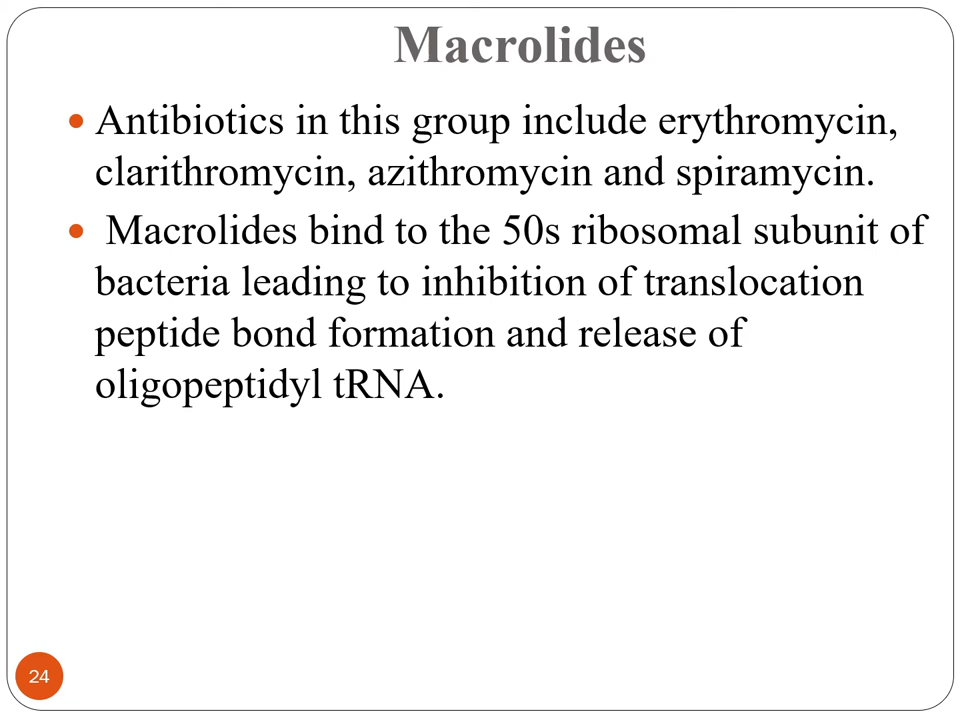 Macrolides
• Antibiotics in this group include erythromycin,
clarithromycin, azithromycin and spiramycin.
• Macrolides bind to the 50s ribosomal subunit of
bacteria leading to inhibition of translocation
peptide bond formation and release of
oligopeptidyl tRNA.
24